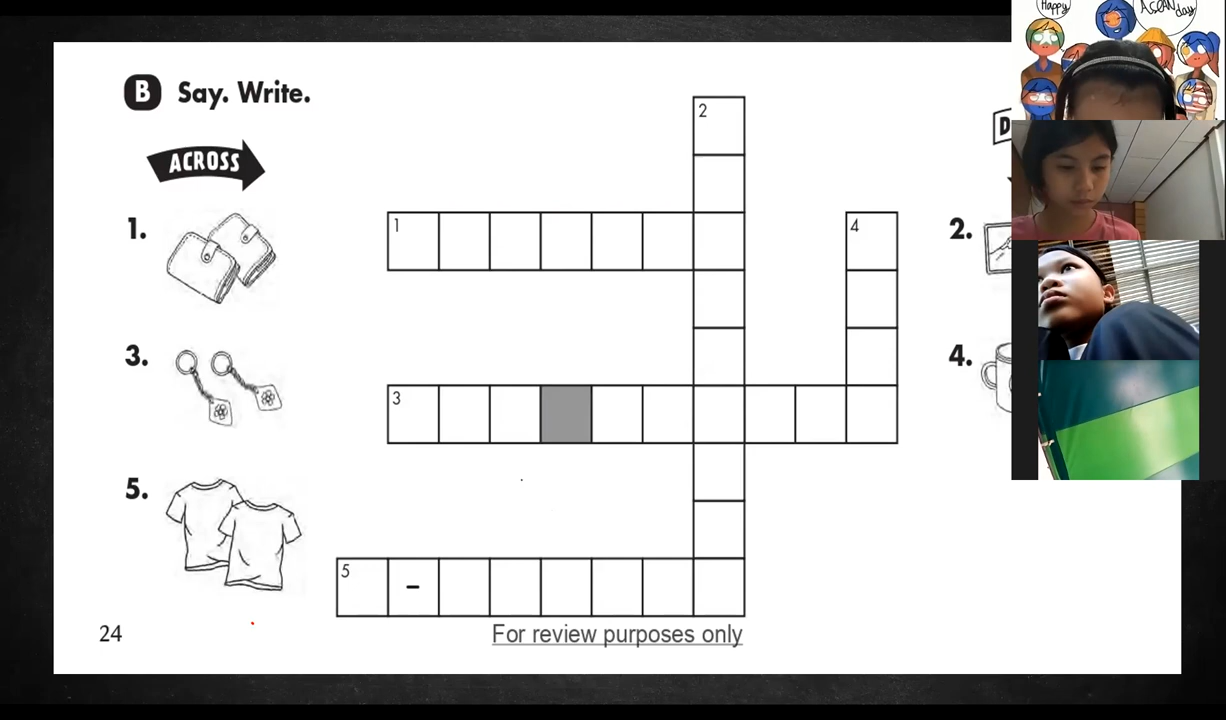 Happy
ASEAN day
B Say. Write.
2
ACROSS
D
1.
1
4
2.
3.
4.
3
5.
5
-
24
For review purposes only